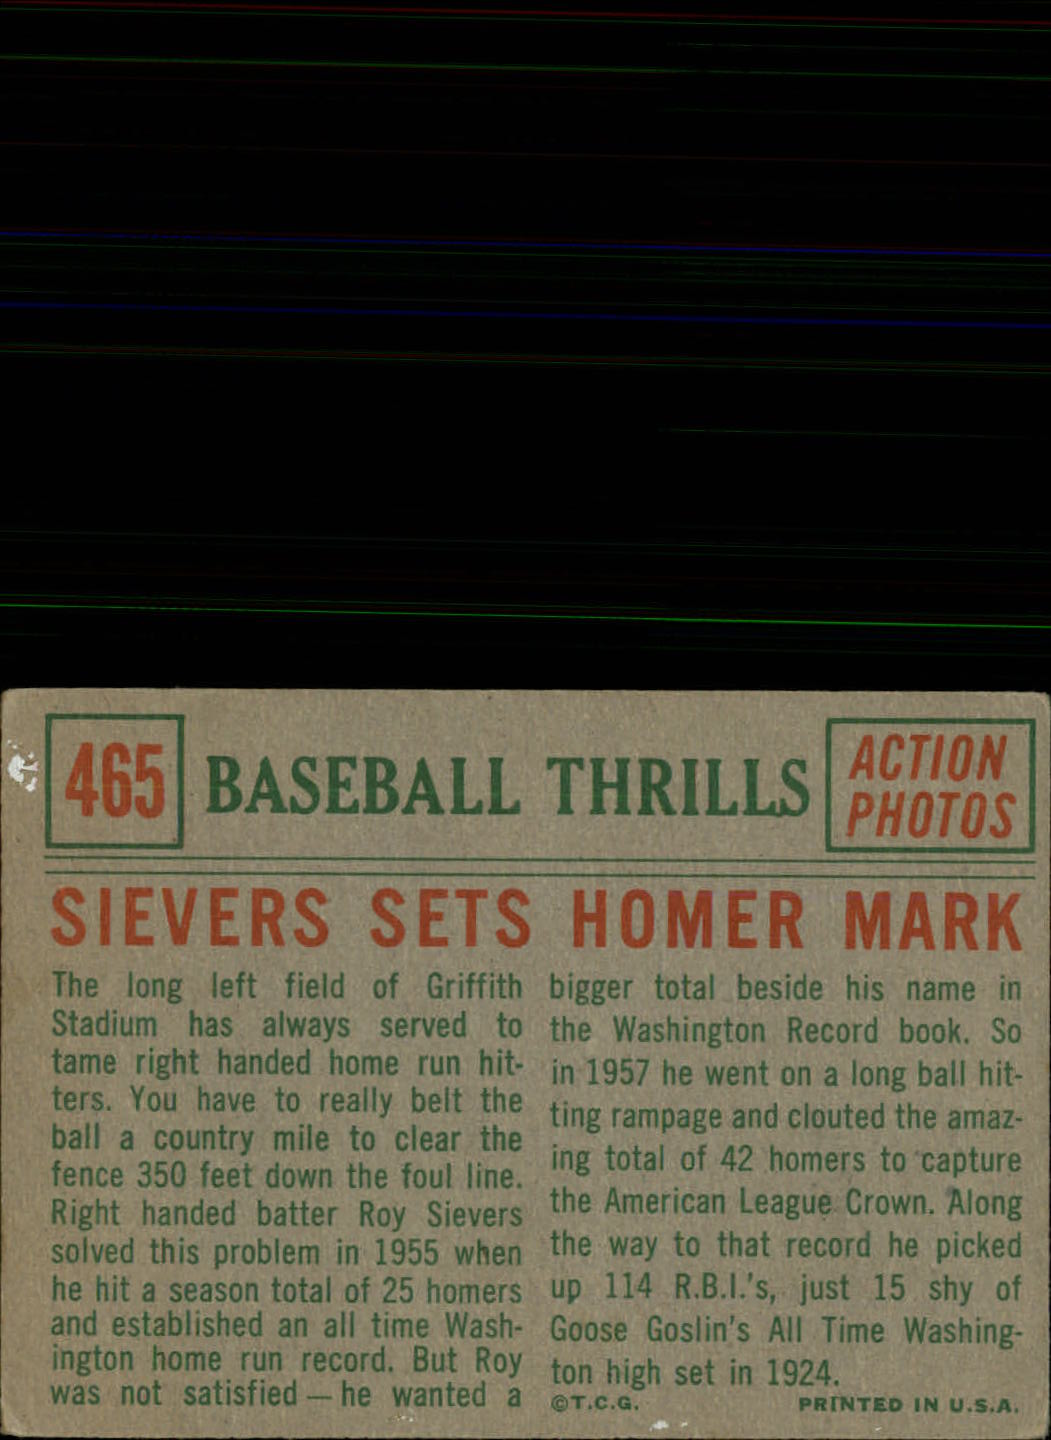 465
BASEBALL THRILLS
ACTION
PHOTOS
SIEVERS SETS HOMER MARK
The long left field of Griffith
Stadium has always served to
tame right handed home run hit-
ters. You have to really belt the
ball a country mile to clear the
fence 350 feet down the foul line.
Right handed batter Roy Sievers
solved this problem in 1955 when
he hit a season total of 25 homers
and established an all time Wash-
ington home run record. But Roy
was not satisfied — he wanted a
bigger total beside his name in
the Washington Record book. So
in 1957 he went on a long ball hit-
ting rampage and clouted the amaz-
ing total of 42 homers to capture
the American League Crown. Along
the way to that record he picked
up 114 R.B.I.'s, just 15 shy of
Goose Goslin's All Time Washing-
ton high set in 1924.
©T.C.G.
PRINTED IN U.S.A.